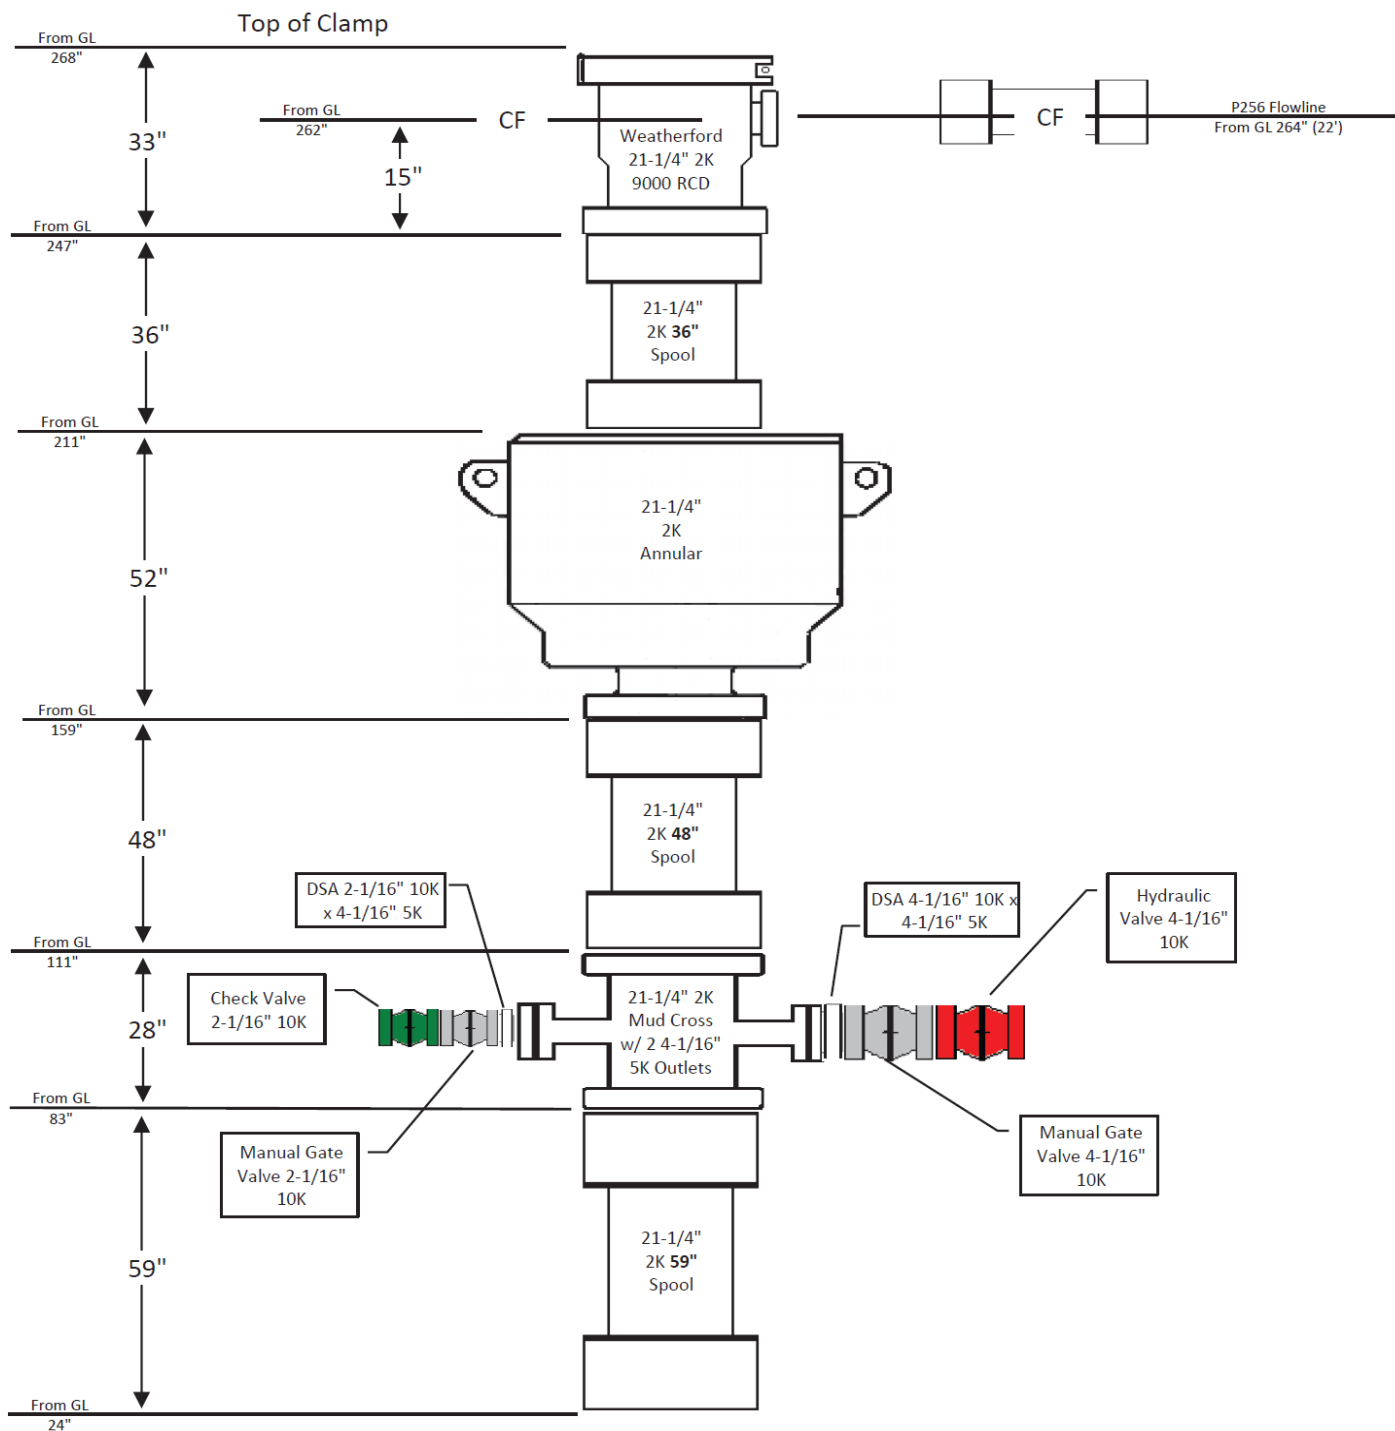 Top of Clamp
From GL
268"
33"
From GL
262"
CF
15"
Weatherford
21-1/4" 2K
9000 RCD
CF
P256 Flowline
From GL 264" (22')
From GL
247"
36"
21-1/4"
2K 36"
Spool
From GL
211"
52"
21-1/4"
2K
Annular
From GL
159"
48"
21-1/4"
2K 48"
Spool
DSA 2-1/16" 10K
x 4-1/16" 5K
DSA 4-1/16" 10K x
4-1/16" 5K
Hydraulic
Valve 4-1/16"
10K
From GL
111"
28"
Check Valve
2-1/16" 10K
21-1/4" 2K
Mud Cross
w/ 2 4-1/16"
5K Outlets
From GL
83"
Manual Gate
Valve 2-1/16"
10K
Manual Gate
Valve 4-1/16"
10K
59"
21-1/4"
2K 59"
Spool
From GL
24"